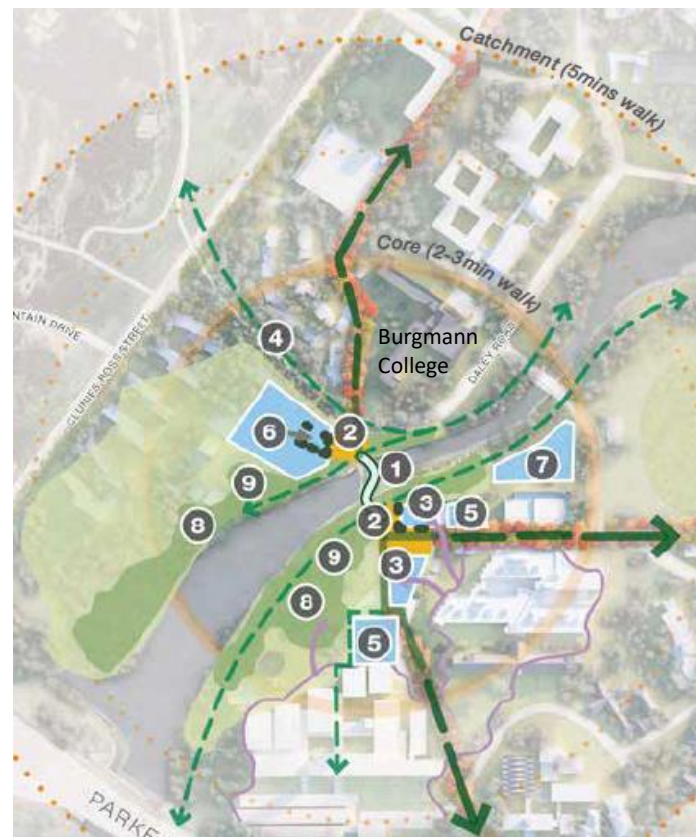 Catchment (5mins walk)
Core (2-3min walk)
NTAIN DRIVE
CLUNIES ROSS STREET
4
Burgmann
College
DALEY ROAD
6
2
1
7
9
8
2
3
5
9
3
8
5
PARKE